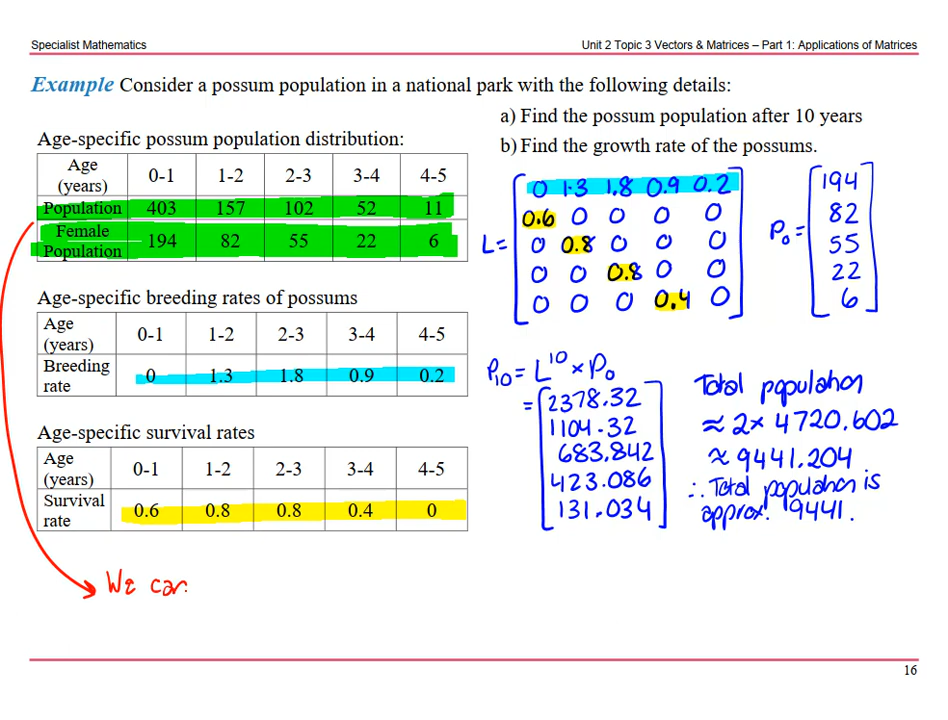 Specialist Mathematics
Unit 2 Topic 3 Vectors & Matrices – Part 1: Applications of Matrices
Example Consider a possum population in a national park with the following details:
a) Find the possum population after 10 years
b) Find the growth rate of the possums.
Age-specific possum population distribution:
Age (years) 0-1 1-2 2-3 3-4 4-5
Population 403 157 102 52 11
Female Population 194 82 55 22 6
Age-specific breeding rates of possums
Age (years) 0-1 1-2 2-3 3-4 4-5
Breeding rate 0 1.3 1.8 0.9 0.2
Age-specific survival rates
Age (years) 0-1 1-2 2-3 3-4 4-5
Survival rate 0.6 0.8 0.8 0.4 0
We can
L =
0 1.3 1.8 0.9 0.2
0.6 0 0 0 0
0 0.8 0 0 0
0 0 0.8 0 0
0 0 0 0.4 0
P₀ =
194
82
55
22
6
P₁₀ = L¹⁰ × P₀
=
2378.32
1104.32
683.842
423.086
131.034
Total population
≈ 2 × 4720.602
≈ 9441.204
∴ Total population is
approx. 9441.
16